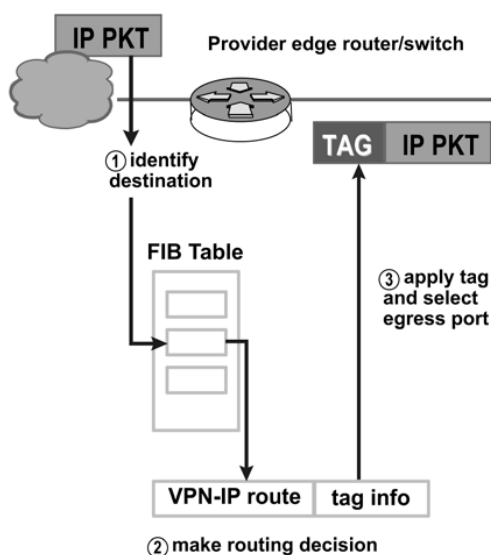 IP PKT
Provider edge router/switch
TAG IP PKT
① identify
destination
FIB Table
③ apply tag
and select
egress port
VPN-IP route tag info
② make routing decision